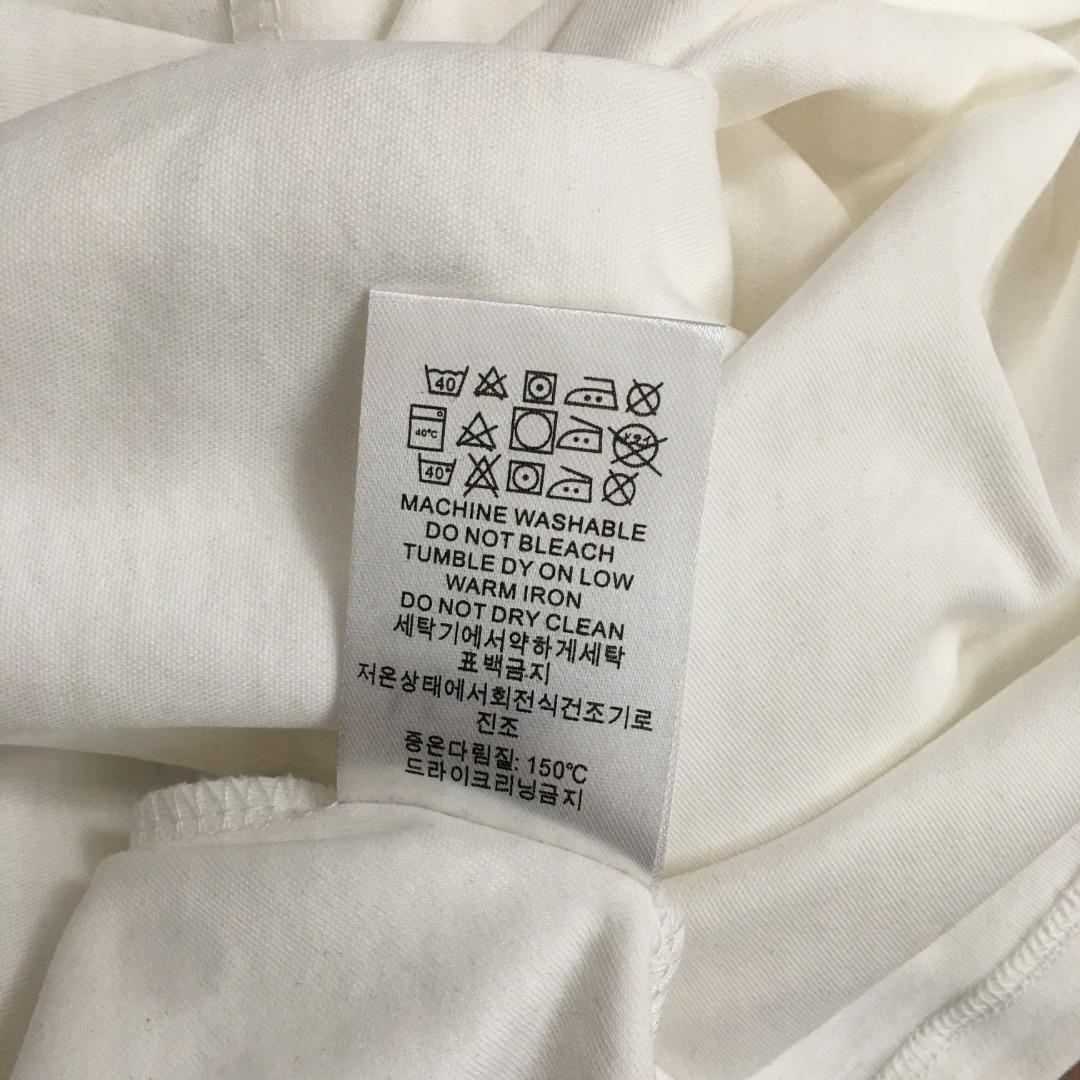 40
40°C
40°
MACHINE WASHABLE
DO NOT BLEACH
TUMBLE DY ON LOW
WARM IRON
DO NOT DRY CLEAN
세탁기에서약하게세탁
표백금지
저온상태에서회전식건조기로
진조
중온다림질: 150℃
드라이크리닝금지